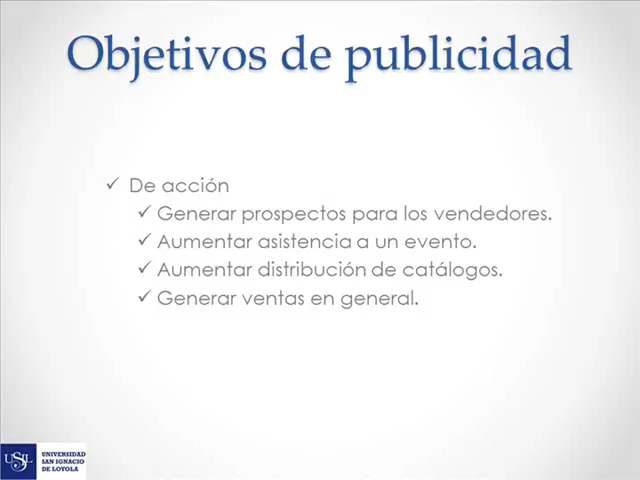 Objetivos de publicidad
De acción
Generar prospectos para los vendedores.
Aumentar asistencia a un evento.
Aumentar distribución de catálogos.
Generar ventas en general.
USIL
UNIVERSIDAD
SAN IGNACIO
DE LOYOLA